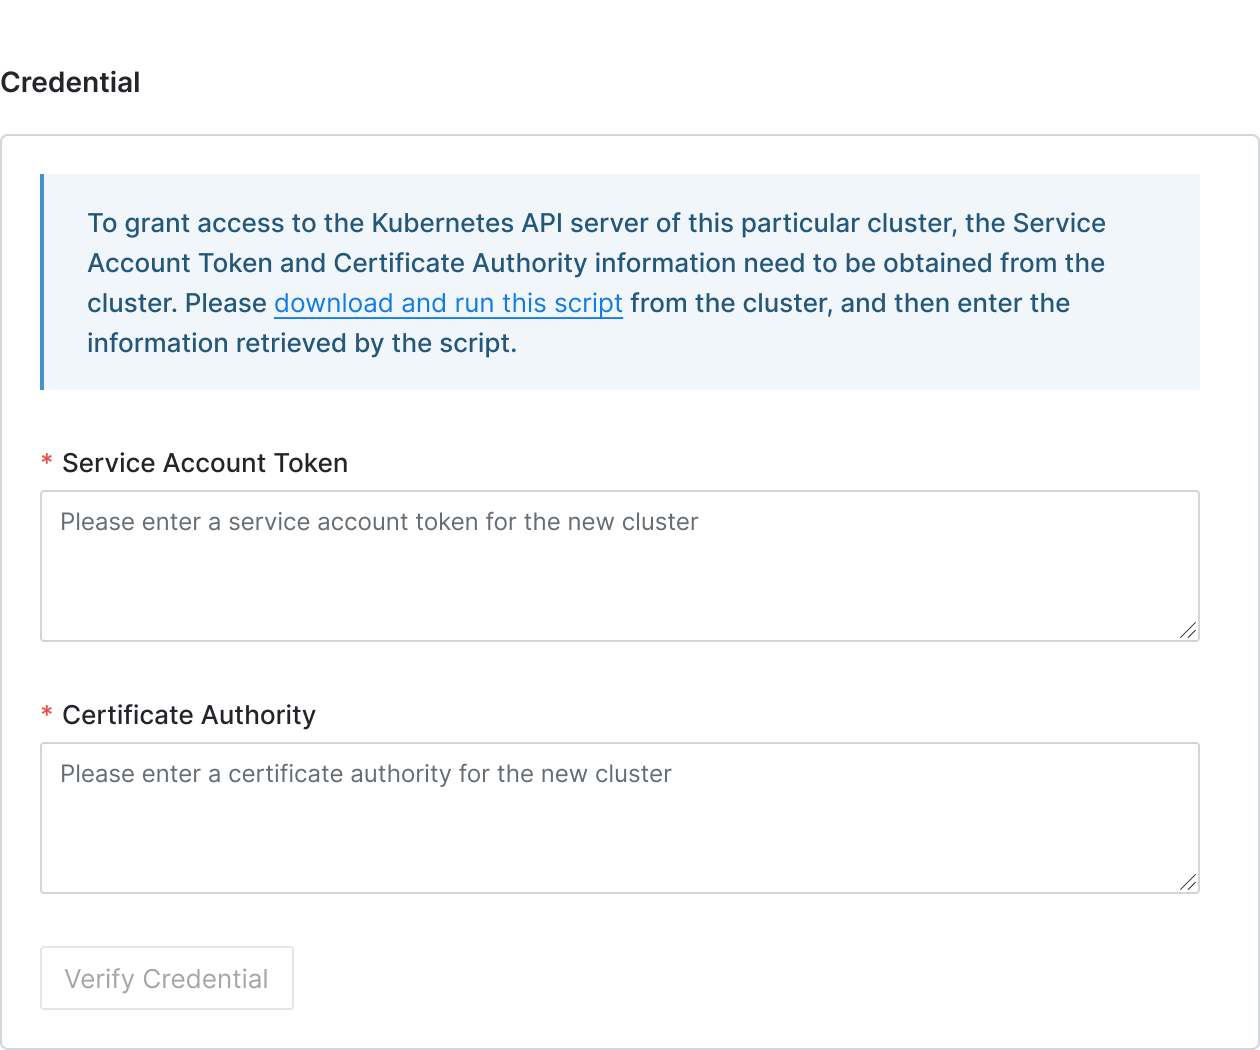 Credential
To grant access to the Kubernetes API server of this particular cluster, the Service
Account Token and Certificate Authority information need to be obtained from the
cluster. Please download and run this script from the cluster, and then enter the
information retrieved by the script.
* Service Account Token
Please enter a service account token for the new cluster
* Certificate Authority
Please enter a certificate authority for the new cluster
Verify Credential